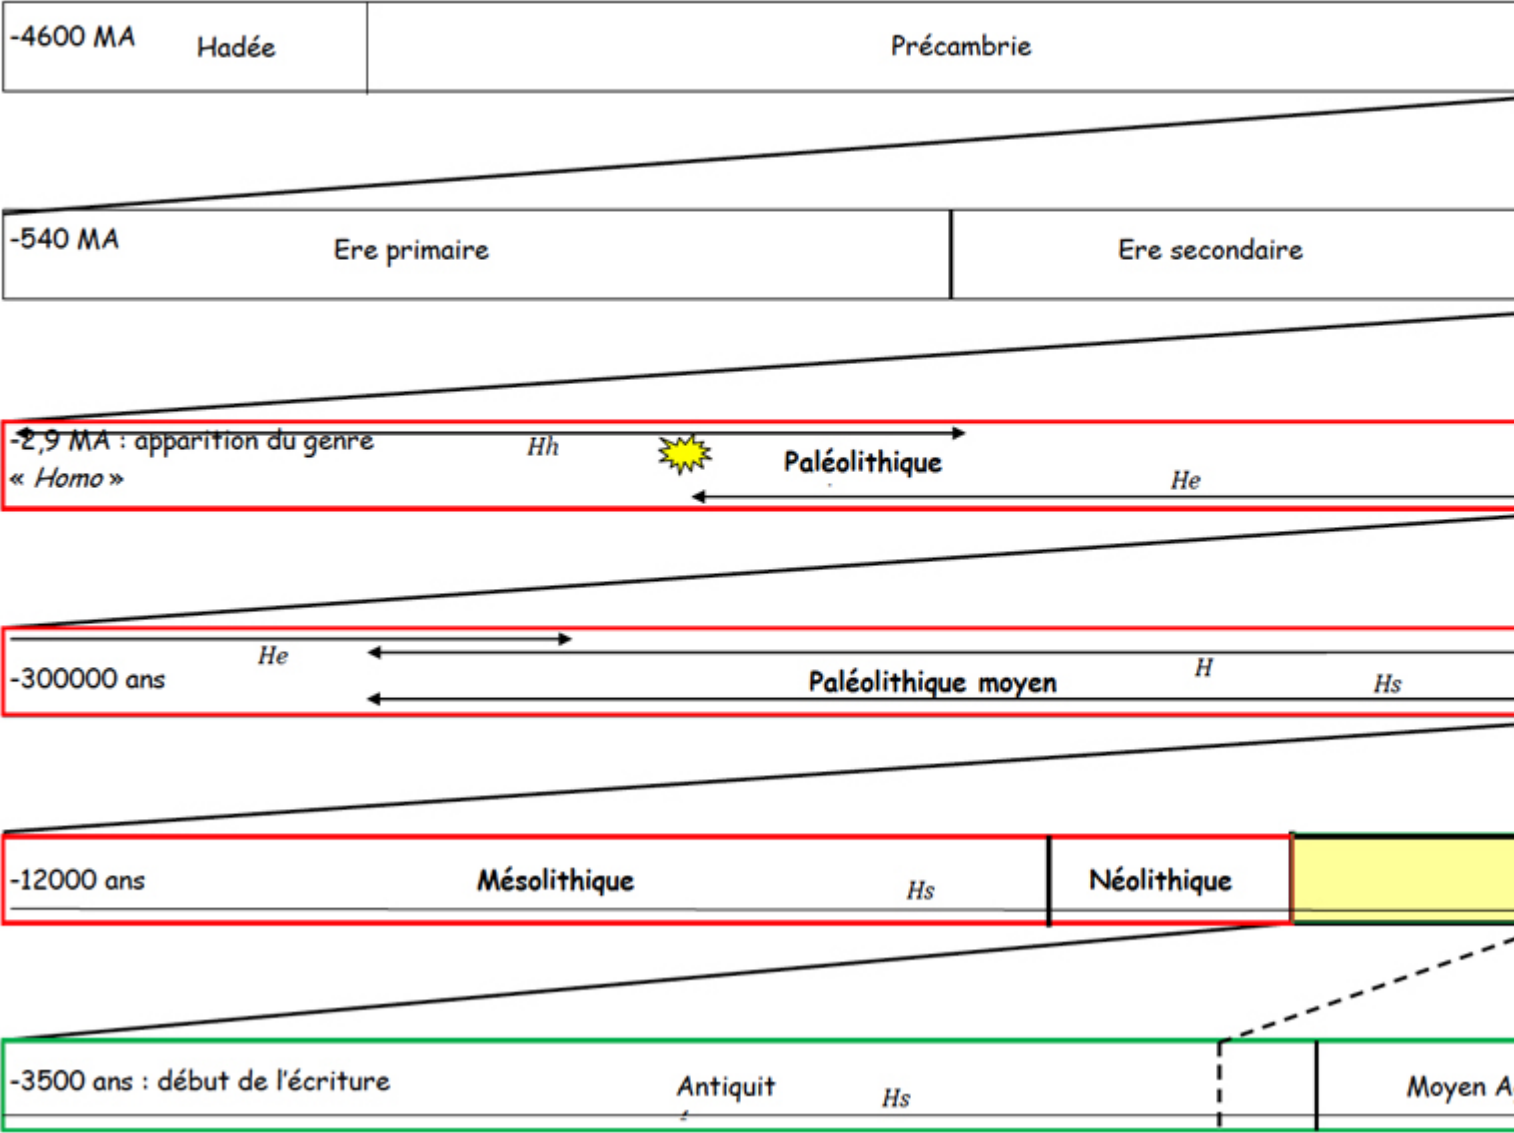 -4600 MA Hadée Précambrie
-540 MA Ere primaire Ere secondaire
-2,9 MA : apparition du genre Hh Paléolithique
« Homo » He
He H
-300000 ans Paléolithique moyen Hs
-12000 ans Mésolithique Hs Néolithique
-3500 ans : début de l'écriture Antiquit Hs Moyen A